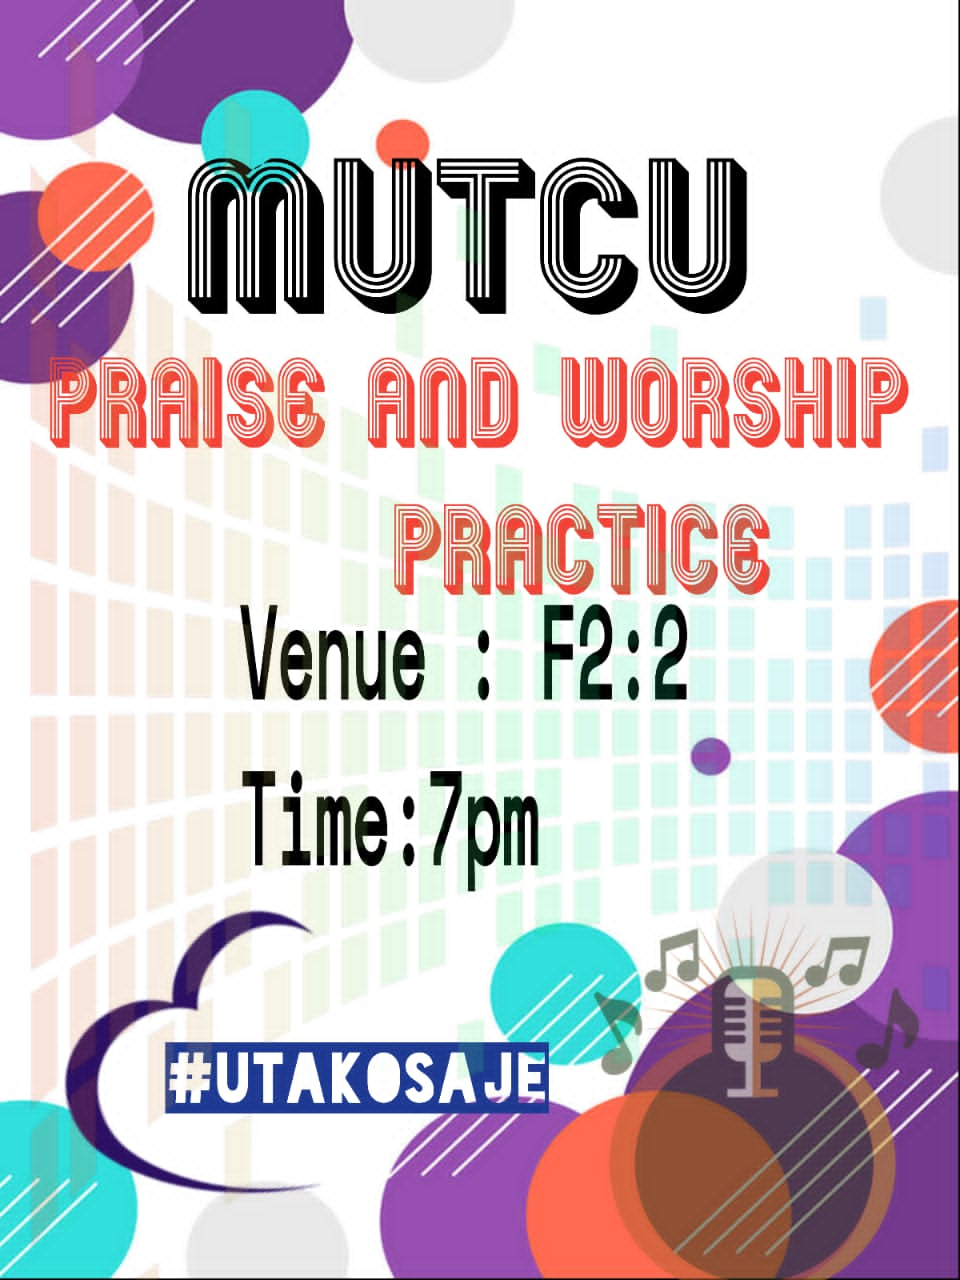 MUTCU
PRAISE AND WORSHIP
PRACTICE
Venue : F2:2
Time:7pm
#UTAKOSAJE